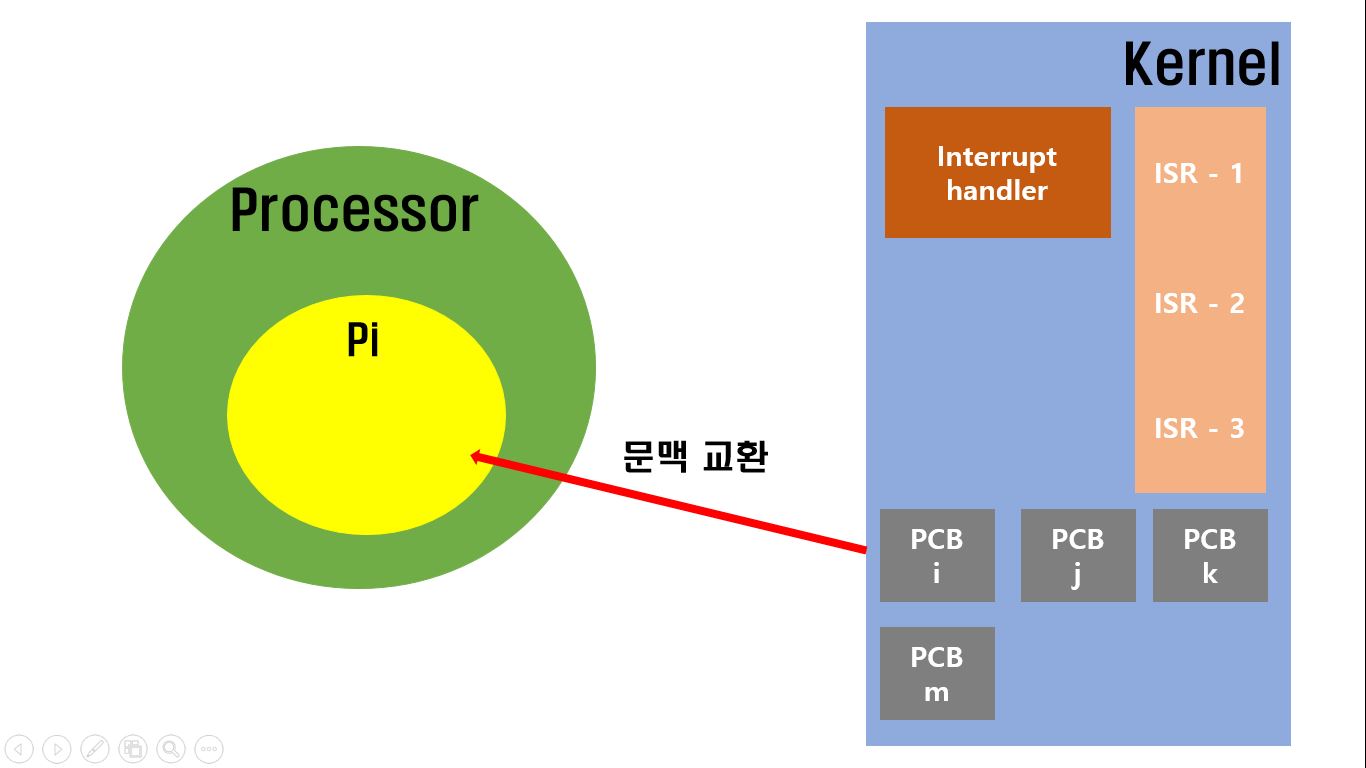 Kernel
Interrupt
handler
ISR - 1
Processor
ISR - 2
Pi
ISR - 3
문맥 교환
PCB
i
PCB
j
PCB
k
PCB
m